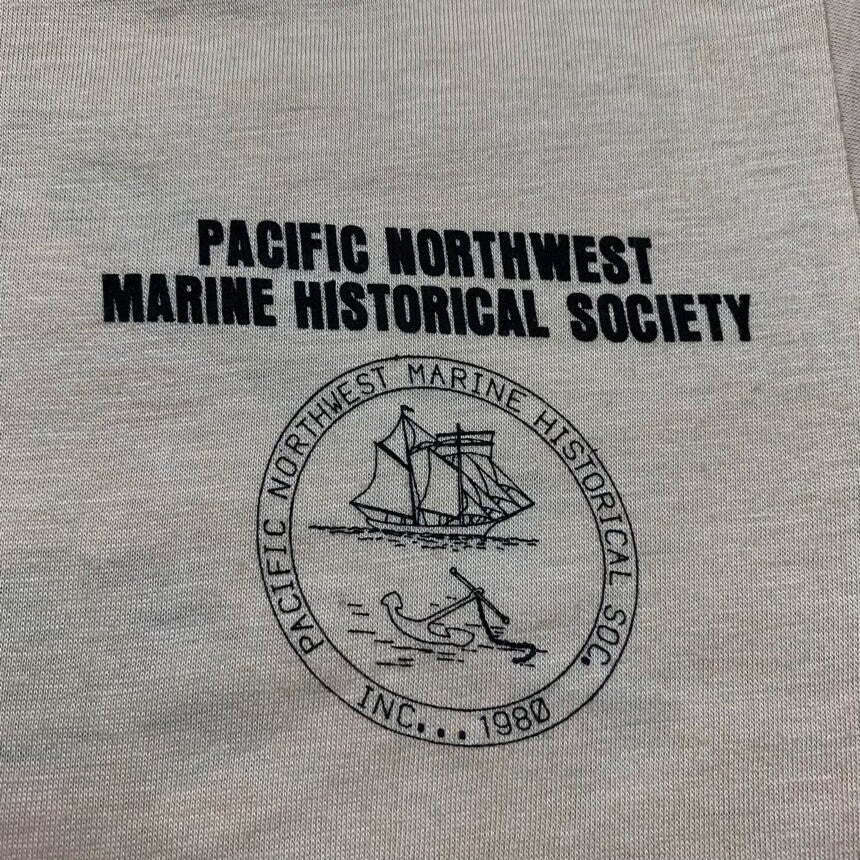 PACIFIC NORTHWEST
MARINE HISTORICAL SOCIETY
PACIFIC NORTHWEST MARINE HISTORICAL SOC.
INC... 1980